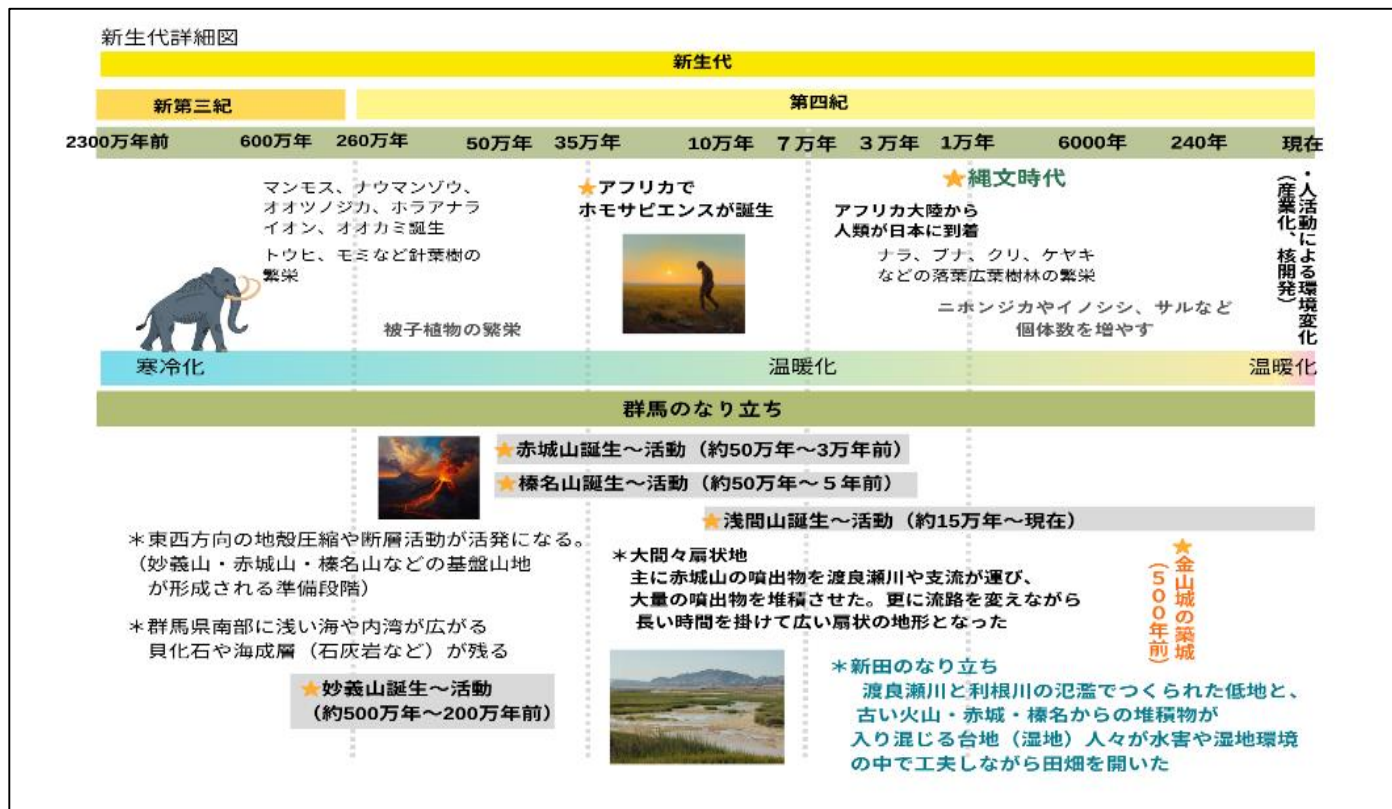 新生代詳細図
新生代
新第三紀
第四紀
2300万年前 600万年 260万年 50万年 35万年 10万年 7万年 3万年 1万年 6000年 240年 現在
マンモス、ナウマンゾウ、
オオツノジカ、ホラアナラ
イオン、オオカミ誕生
トウヒ、モミなど針葉樹の
繁栄
被子植物の繁栄
★アフリカで
ホモサピエンスが誕生
★縄文時代
アフリカ大陸から
人類が日本に到着
ナラ、ブナ、クリ、ケヤキ
などの落葉広葉樹林の繁栄
ニホンジカやイノシシ、サルなど
個体数を増やす
・人活動による環境変化
（産業化、核開発）
寒冷化 温暖化 温暖化
群馬のなり立ち
★赤城山誕生～活動（約50万年～3万年前）
★榛名山誕生～活動（約50万年～５年前）
★浅間山誕生～活動（約15万年～現在）
＊東西方向の地殻圧縮や断層活動が活発になる。
（妙義山・赤城山・榛名山などの基盤山地
が形成される準備段階）
＊群馬県南部に浅い海や内湾が広がる
貝化石や海成層（石灰岩など）が残る
★妙義山誕生～活動
（約500万年～200万年前）
＊大間々扇状地
主に赤城山の噴出物を渡良瀬川や支流が運び、
大量の噴出物を堆積させた。更に流路を変えながら
長い時間を掛けて広い扇状の地形となった
★金山城の築城
（５００年前）
＊新田のなり立ち
渡良瀬川と利根川の氾濫でつくられた低地と、
古い火山・赤城・榛名からの堆積物が
入り混じる台地（湿地）人々が水害や湿地環境
の中で工夫しながら田畑を開いた